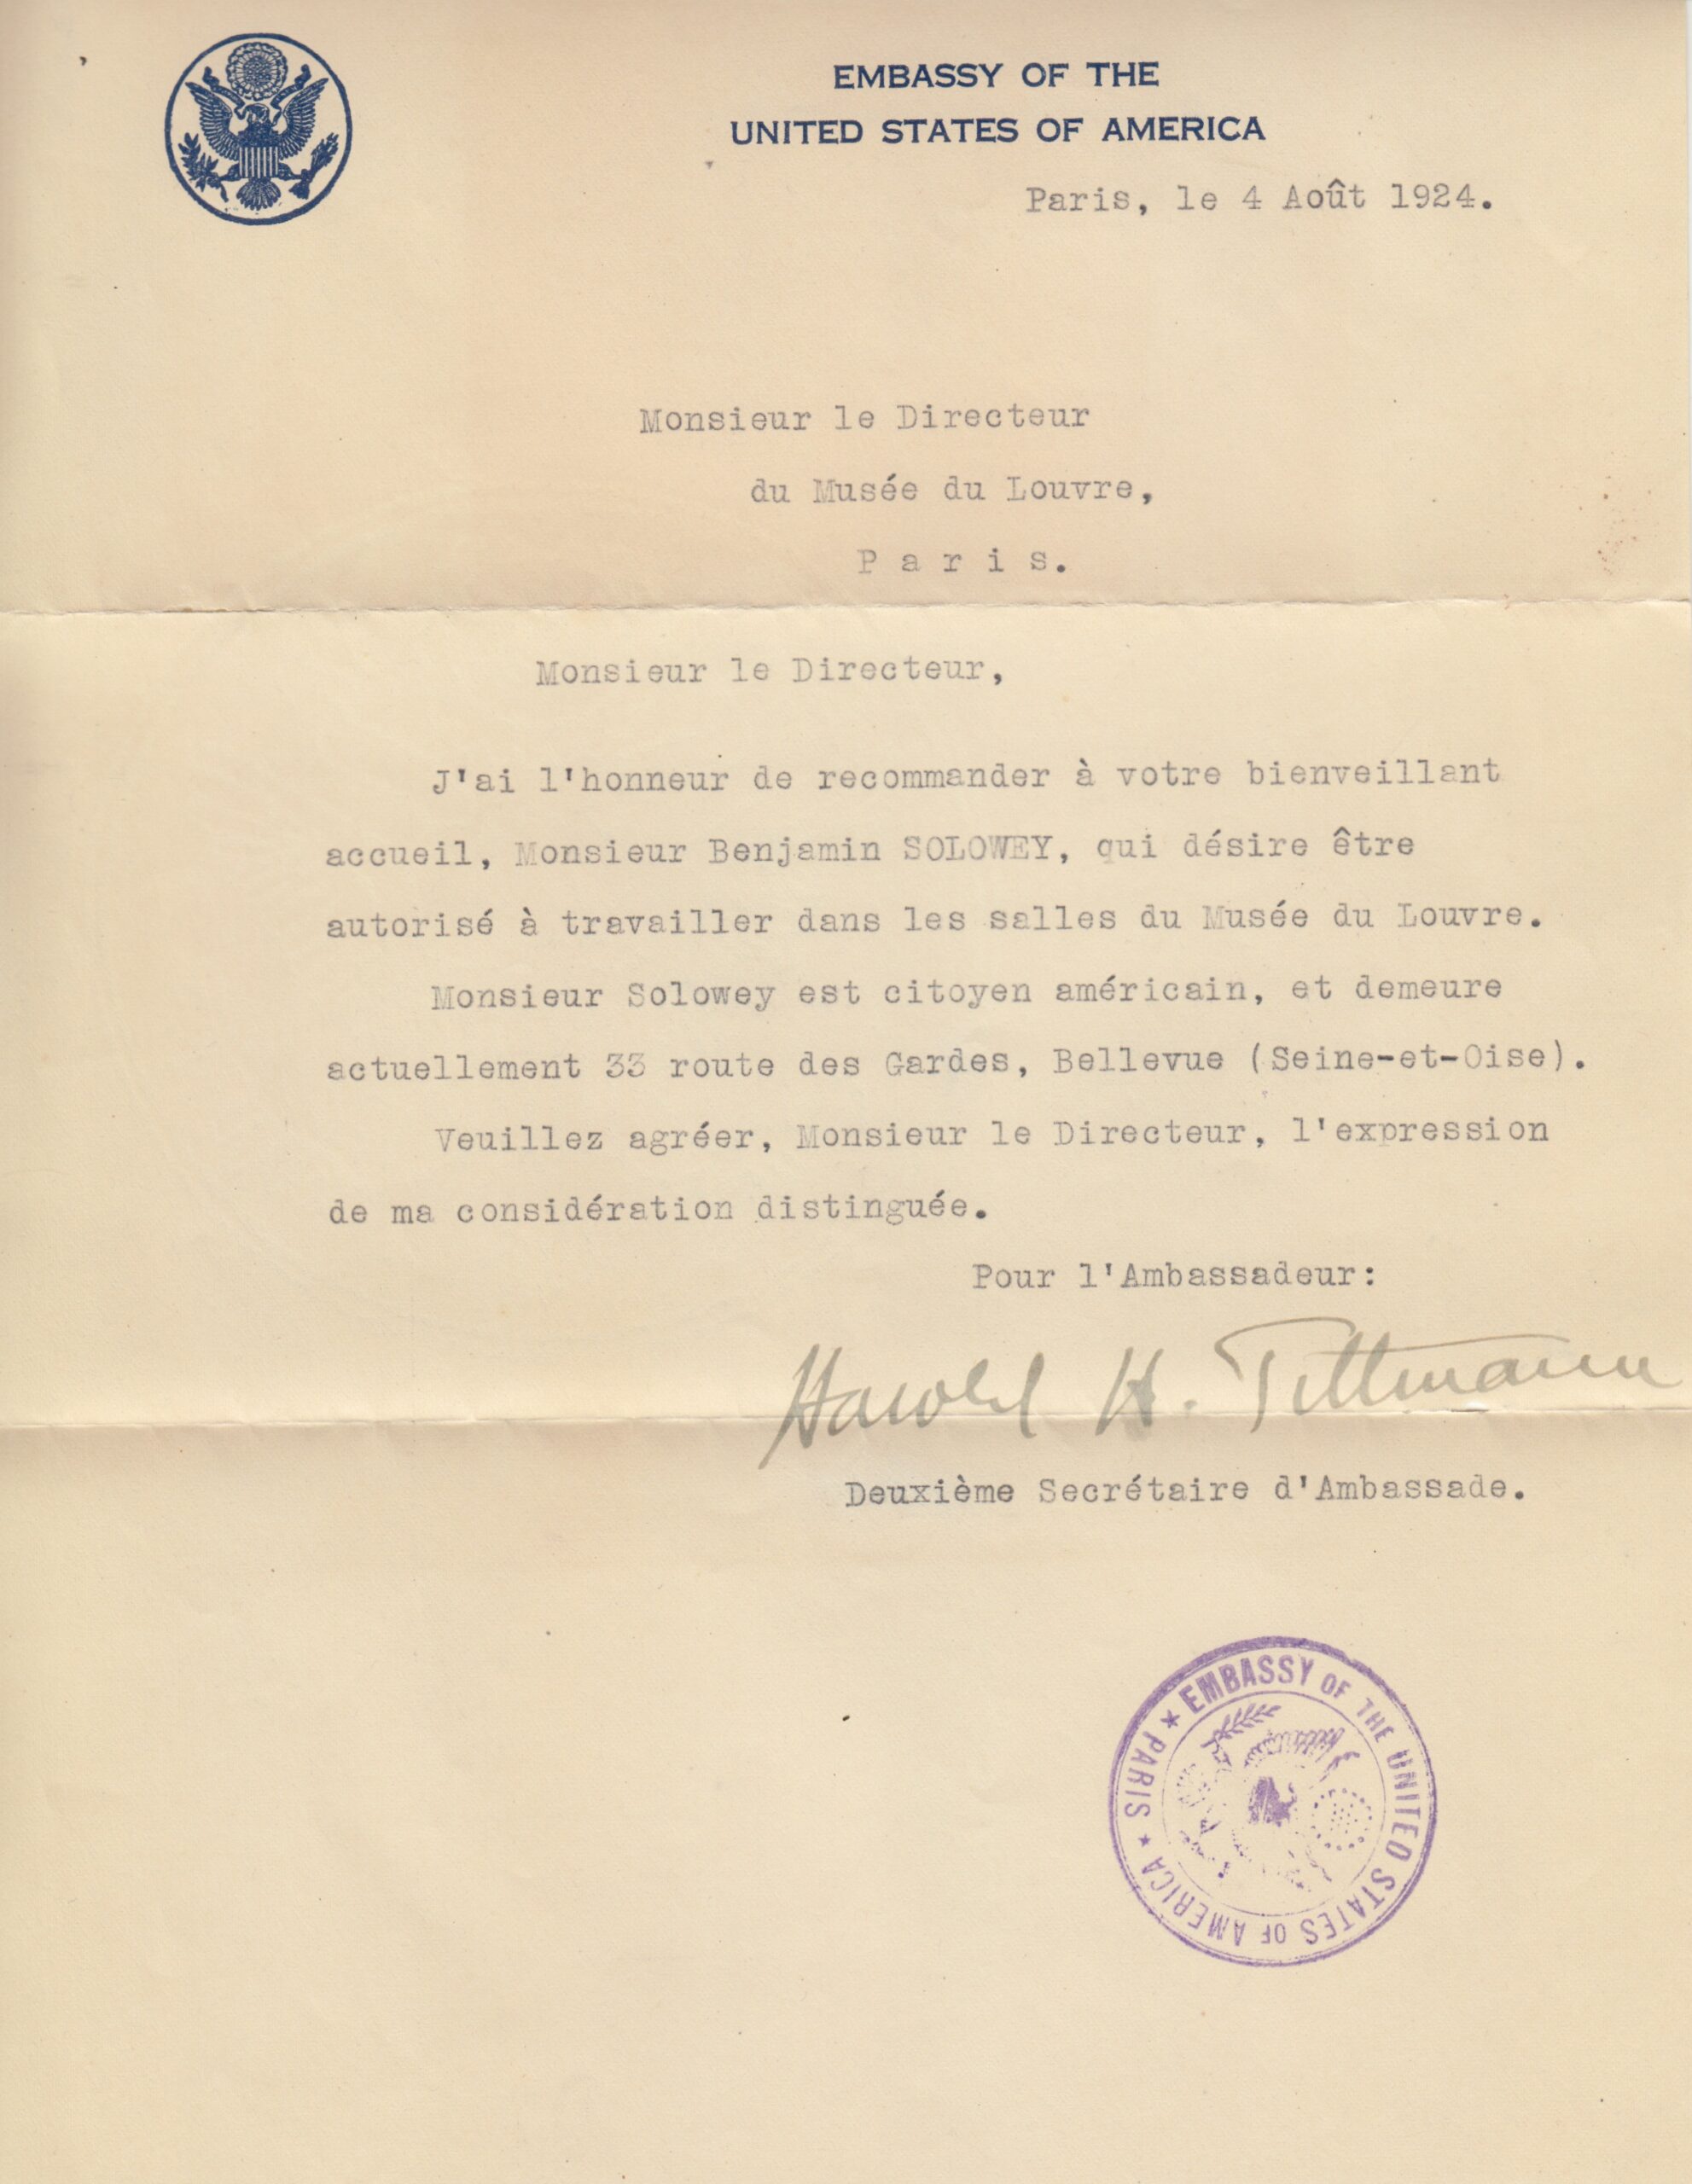 EMBASSY OF THE
UNITED STATES OF AMERICA
Paris, le 4 Août 1924.
Monsieur le Directeur
du Musée du Louvre,
P a r i s.
Monsieur le Directeur,
J'ai l'honneur de recommander à votre bienveillant
accueil, Monsieur Benjamin SOLOWEY, qui désire être
autorisé à travailler dans les salles du Musée du Louvre.
Monsieur Solowey est citoyen américain, et demeure
actuellement 33 route des Gardes, Bellevue (Seine-et-Oise).
Veuillez agréer, Monsieur le Directeur, l'expression
de ma considération distinguée.
Pour l'Ambassadeur:
Harold H. Tittmann
Deuxième Secrétaire d'Ambassade.
★ EMBASSY OF THE UNITED STATES OF AMERICA ★ PARIS